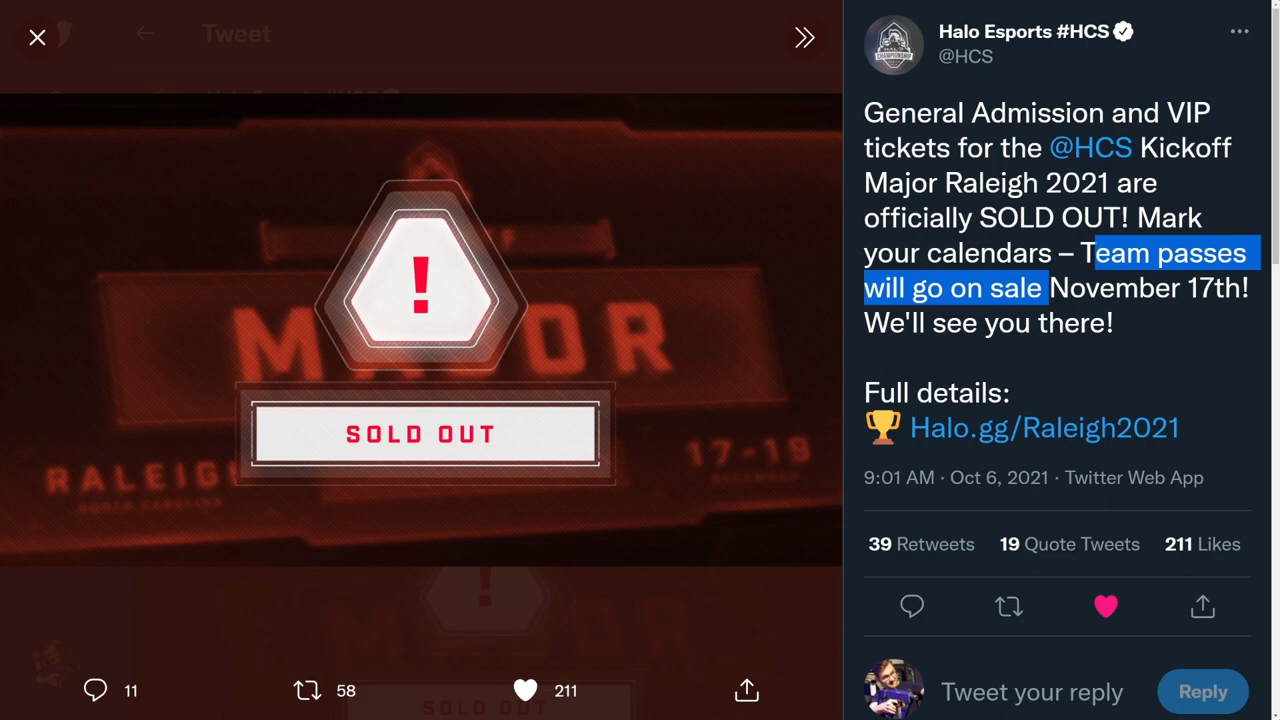 Tweet
MAJOR
SOLD OUT
RALEIGH
NORTH CAROLINA
17-19
11
58
211
Halo Esports #HCS
@HCS
General Admission and VIP
tickets for the @HCS Kickoff
Major Raleigh 2021 are
officially SOLD OUT! Mark
your calendars – Team passes
will go on sale November 17th!
We'll see you there!
Full details:
🏆 Halo.gg/Raleigh2021
9:01 AM · Oct 6, 2021 · Twitter Web App
39 Retweets 19 Quote Tweets 211 Likes
Tweet your reply
Reply